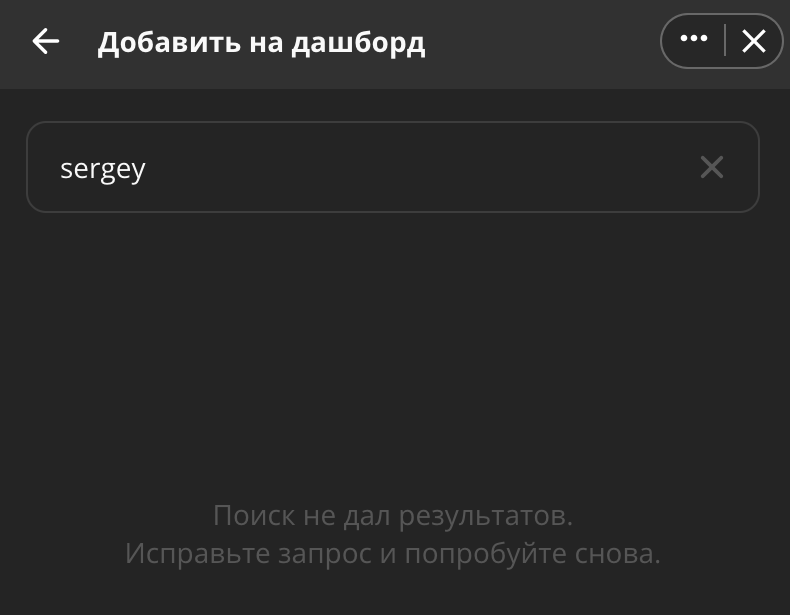 Добавить на дашборд
sergey
Поиск не дал результатов.
Исправьте запрос и попробуйте снова.